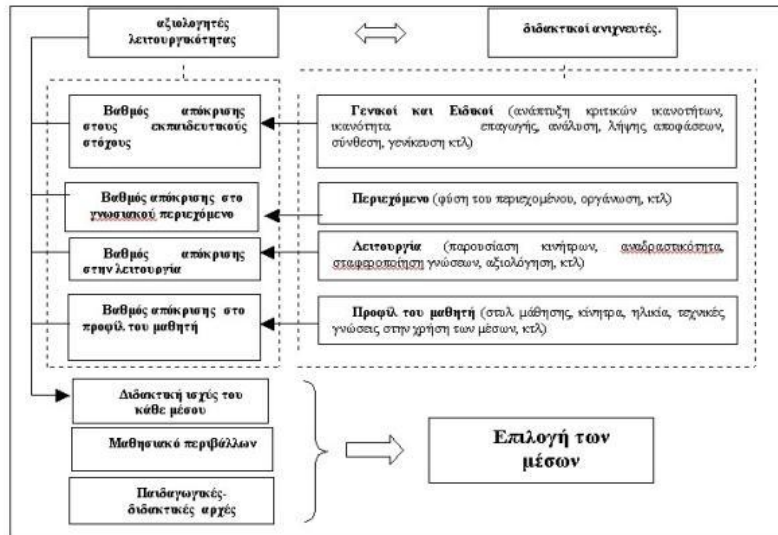 αξιολογητές
λειτουργικότητας
διδακτικοί ανιχνευτές.
Βαθμός απόκρισης
στους εκπαιδευτικούς
στόχους
Γενικοί και Ειδικοί (ανάπτυξη κριτικών ικανοτήτων,
ικανότητα επαγωγής, ανάλυση, λήψης αποφάσεων,
σύνθεση, γενίκευση κτλ)
Βαθμός απόκρισης στο
γνωσιακού περιεχόμενο
Περιεχόμενο (φύση του περιεχομένου, οργάνωση, κτλ)
Βαθμός απόκρισης
στην λειτουργία
Λειτουργία (παρουσίαση κινήτρων, αναδραστικότητα,
σταφεροποίηση γνώσεων, αξιολόγηση, κτλ)
Βαθμός απόκρισης στο
προφίλ του μαθητή
Προφίλ του μαθητή (στυλ μάθησης, κίνητρα, ηλικία, τεχνικές
γνώσεις στην χρήση των μέσων, κτλ)
Διδακτική ισχύς του
κάθε μέσου
Μαθησιακό περιβάλλων
Παιδαγωγικές-
διδακτικές αρχές
Επιλογή των
μέσων